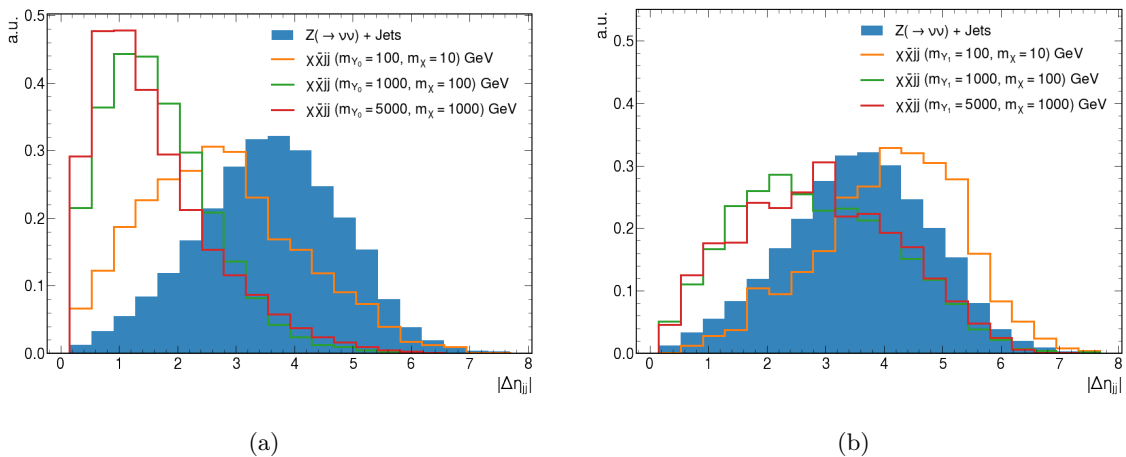 a.u.
0.5
0.4
0.3
0.2
0.1
0.0
0 1 2 3 4 5 6 7 8
|Δη_jj|
Z(→ νν) + Jets
χχ̄jj (m_Y₀ = 100, m_χ = 10) GeV
χχ̄jj (m_Y₀ = 1000, m_χ = 100) GeV
χχ̄jj (m_Y₀ = 5000, m_χ = 1000) GeV
(a)
a.u.
0.5
0.4
0.3
0.2
0.1
0.0
0 1 2 3 4 5 6 7 8
|Δη_jj|
Z(→ νν) + Jets
χχ̄jj (m_Y₁ = 100, m_χ = 10) GeV
χχ̄jj (m_Y₁ = 1000, m_χ = 100) GeV
χχ̄jj (m_Y₁ = 5000, m_χ = 1000) GeV
(b)